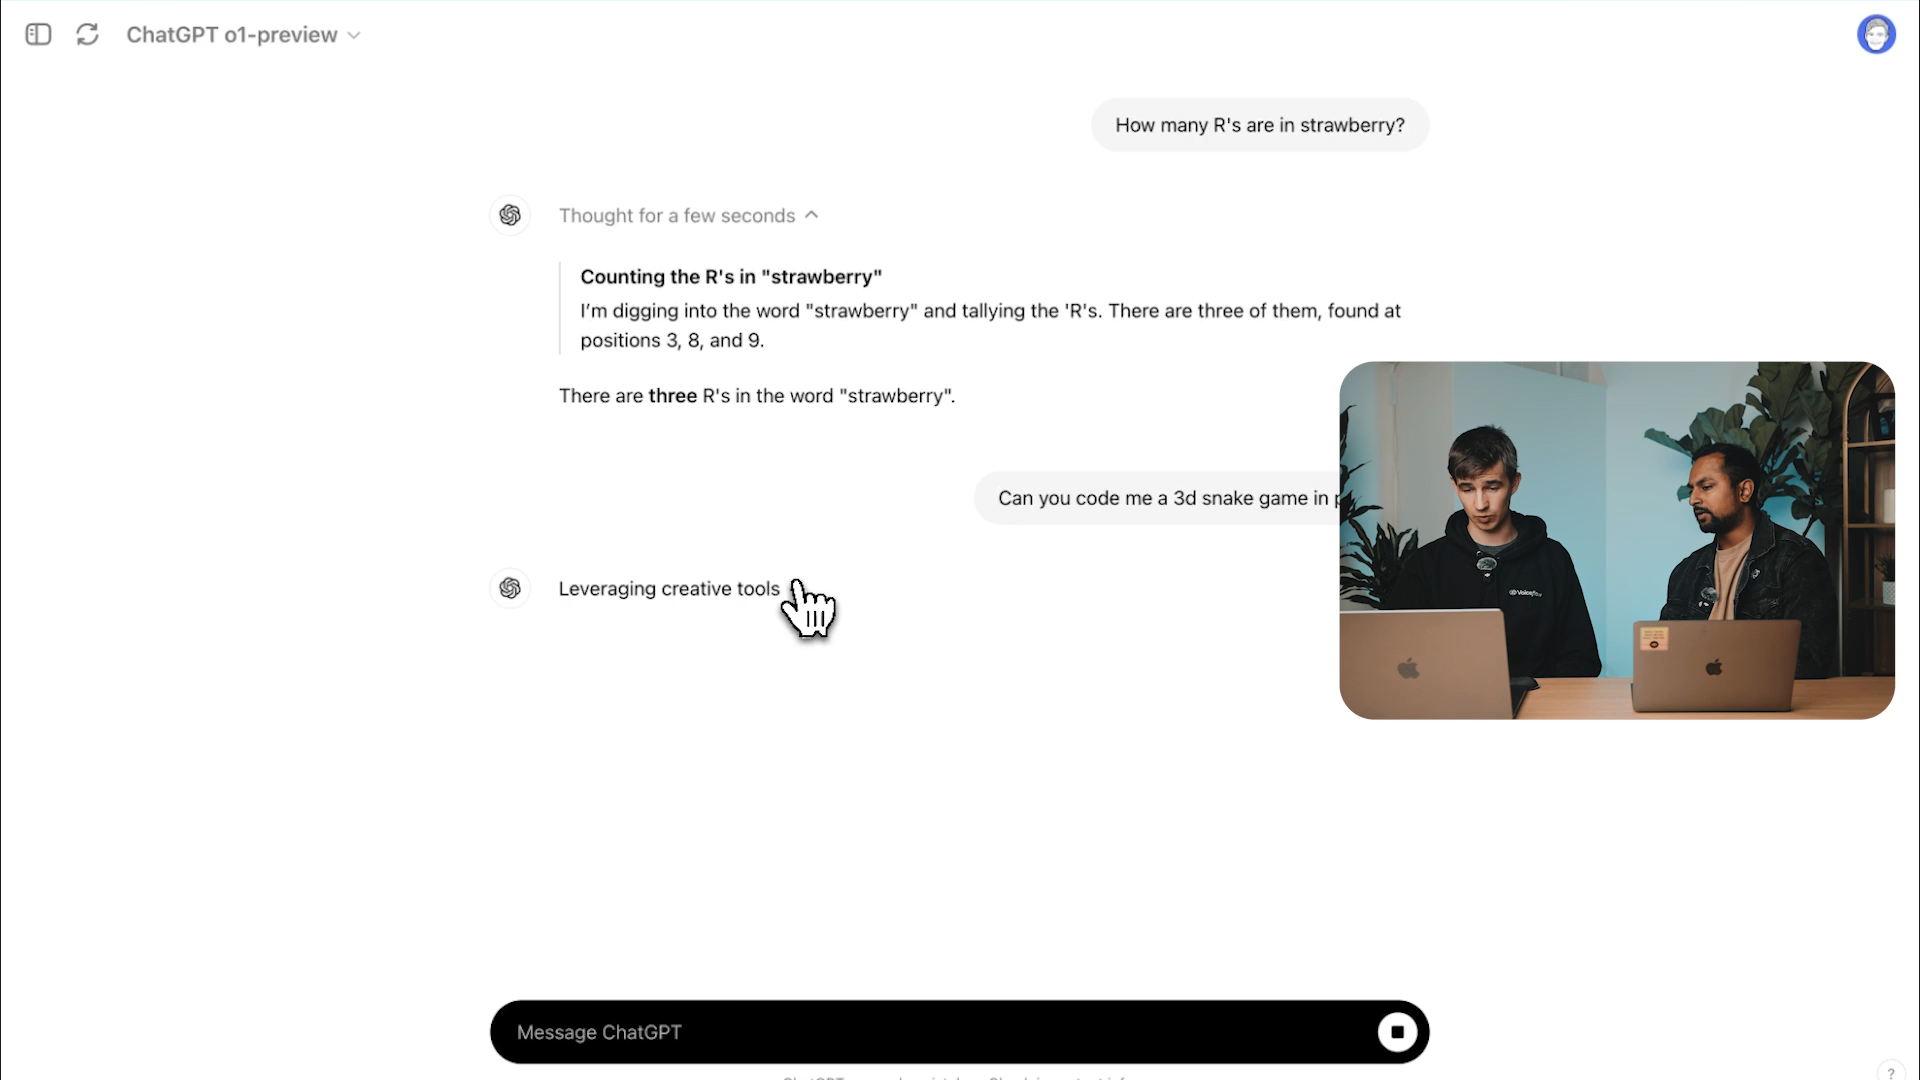 ChatGPT o1-preview
How many R's are in strawberry?
Thought for a few seconds
Counting the R's in "strawberry"
I'm digging into the word "strawberry" and tallying the 'R's. There are three of them, found at
positions 3, 8, and 9.
There are three R's in the word "strawberry".
Can you code me a 3d snake game in
Leveraging creative tools
Voiceflow
Message ChatGPT
?